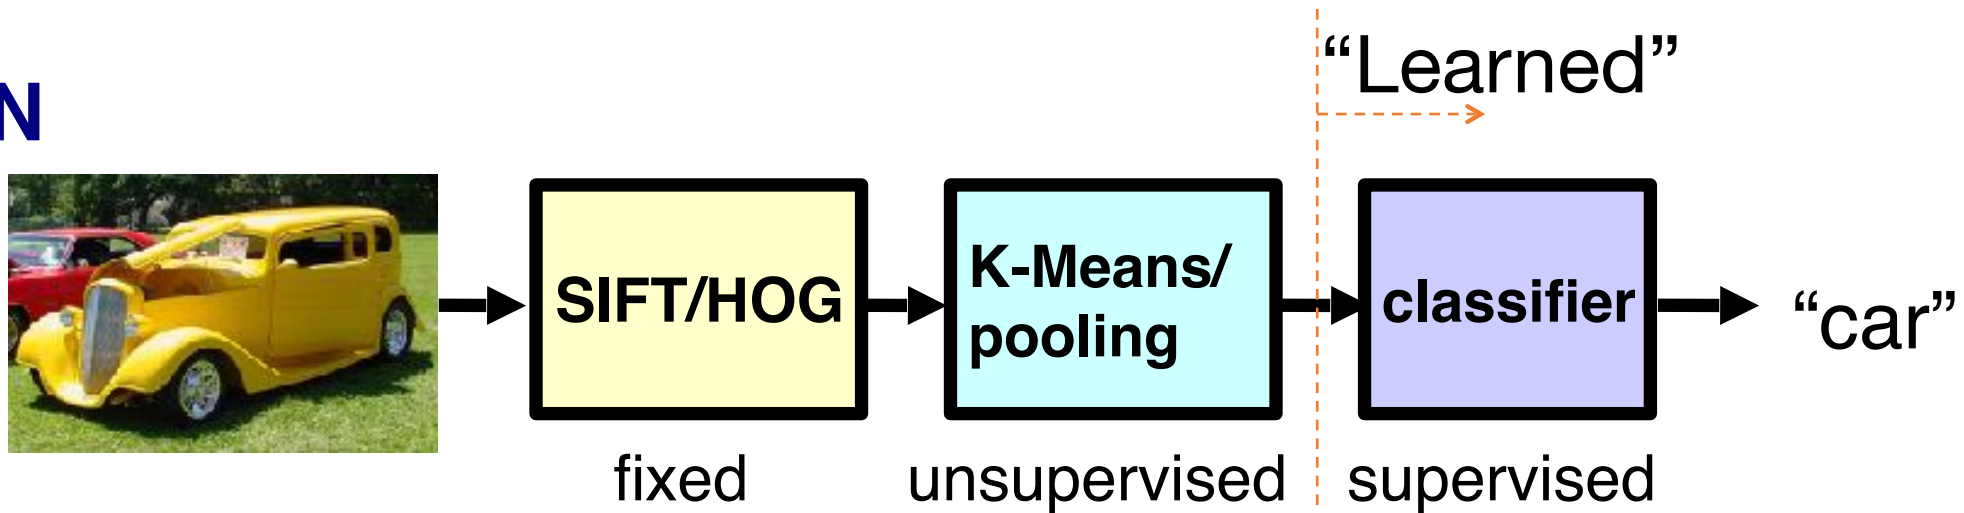 “Learned”
N
SIFT/HOG
K-Means/
pooling
classifier
“car”
fixed
unsupervised
supervised